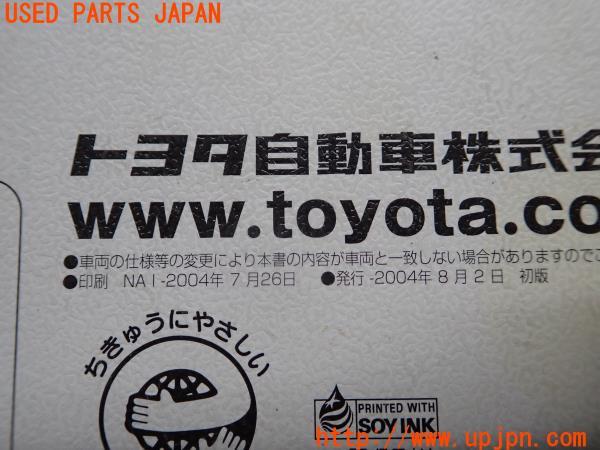 USED PARTS JAPAN
トヨタ自動車株式会
www.toyota.co
●車両の仕様等の変更により本書の内容が車両と一致しない場合がありますのでご
●印刷 NAI-2004年7月26日 ●発行-2004年8月2日 初版
ちきゅうにやさしい
PRINTED WITH
SOY INK
http://www.upjpn.com/